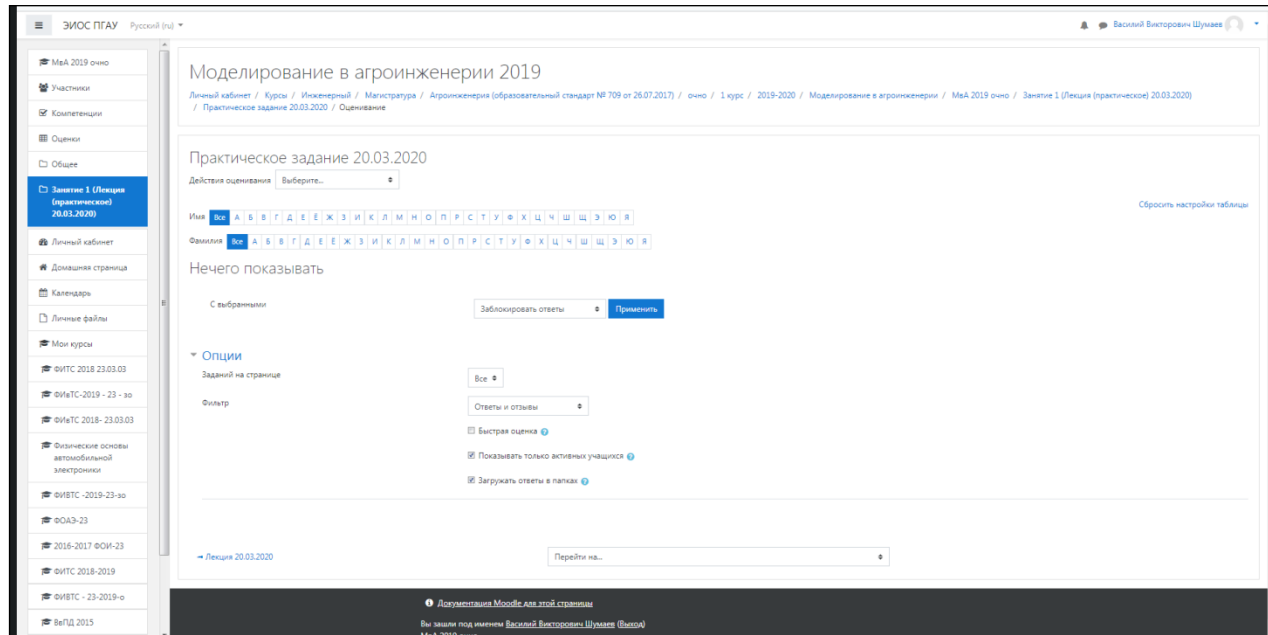 ЭИОС ПГАУ Русский (ru)
Василий Викторович Шумаев
МвА 2019 очно
Участники
Компетенции
Оценки
Общее
Занятие 1 (Лекция
(практическое)
20.03.2020)
Личный кабинет
Домашняя страница
Календарь
Личные файлы
Мои курсы
ФИТС 2018 23.03.03
ФИвТС-2019 - 23 - зо
ФИвТС 2018- 23.03.03
Физические основы
автомобильной
электроники
ФИВТС -2019-23-зо
ФОАЭ-23
2016-2017 ФОИ-23
ФИТС 2018-2019
ФИВТС - 23-2019-о
ВвПД 2015
Моделирование в агроинженерии 2019
Личный кабинет / Курсы / Инженерный / Магистратура / Агроинженерия (образовательный стандарт № 709 от 26.07.2017) / очно / 1 курс / 2019-2020 / Моделирование в агроинженерии / МвА 2019 очно / Занятие 1 (Лекция (практическое) 20.03.2020)
/ Практическое задание 20.03.2020 / Оценивание
Практическое задание 20.03.2020
Действия оценивания Выберите...
Сбросить настройки таблицы
Имя Все А Б В Г Д Е Ё Ж З И К Л М Н О П Р С Т У Ф Х Ц Ч Ш Щ Э Ю Я
Фамилия Все А Б В Г Д Е Ё Ж З И К Л М Н О П Р С Т У Ф Х Ц Ч Ш Щ Э Ю Я
Нечего показывать
С выбранными Заблокировать ответы Применить
Опции
Заданий на странице Все
Фильтр Ответы и отзывы
Быстрая оценка
Показывать только активных учащихся
Загружать ответы в папках
→ Лекция 20.03.2020 Перейти на...
Документация Moodle для этой страницы
Вы зашли под именем Василий Викторович Шумаев (Выход)
МвА 2019 очно